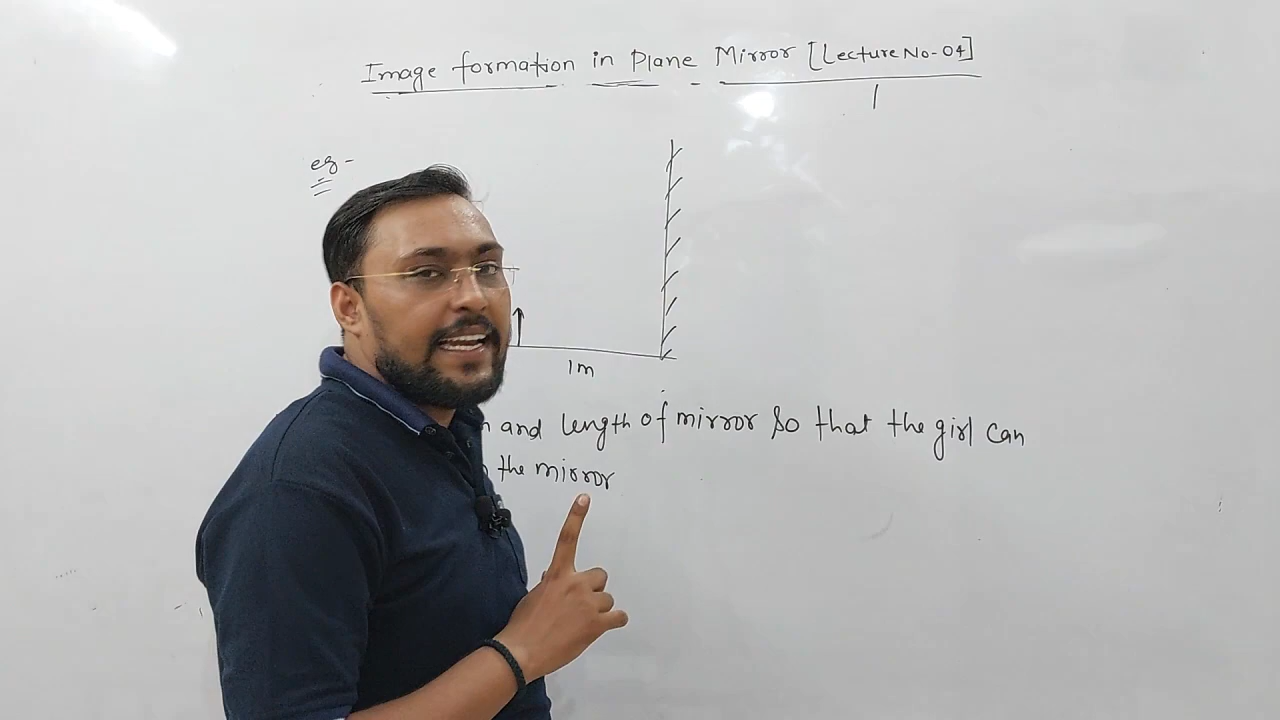 Image formation in Plane Mirror [Lecture No-04]
eg -
1m
and length of mirror so that the girl can
the mirror